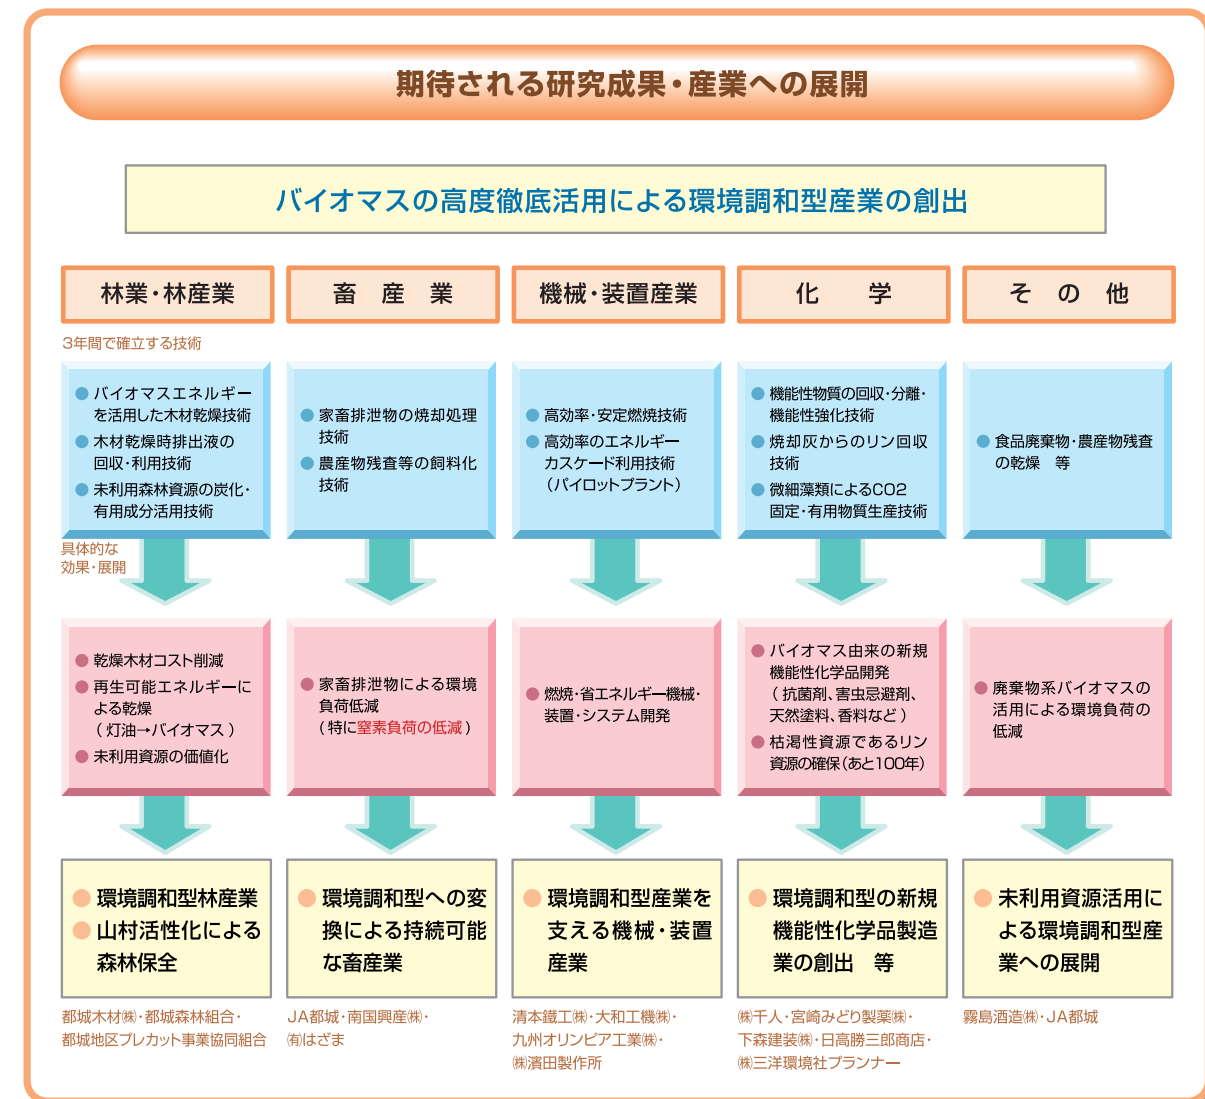 期待される研究成果・産業への展開
バイオマスの高度徹底活用による環境調和型産業の創出
林業・林産業
畜　産　業
機械・装置産業
化　　学
そ　の　他
3年間で確立する技術
● バイオマスエネルギー
を活用した木材乾燥技術
● 木材乾燥時排出液の
回収・利用技術
● 未利用森林資源の炭化・
有用成分活用技術
● 家畜排泄物の焼却処理
技術
● 農産物残査等の飼料化
技術
● 高効率・安定燃焼技術
● 高効率のエネルギー
カスケード利用技術
（パイロットプラント）
● 機能性物質の回収・分離・
機能性強化技術
● 焼却灰からのリン回収
技術
● 微細藻類によるCO2
固定・有用物質生産技術
● 食品廃棄物・農産物残査
の乾燥　等
具体的な
効果・展開
● 乾燥木材コスト削減
● 再生可能エネルギーに
よる乾燥
（灯油→バイオマス）
● 未利用資源の価値化
● 家畜排泄物による環境
負荷低減
（特に窒素負荷の低減）
● 燃焼・省エネルギー機械・
装置・システム開発
● バイオマス由来の新規
機能性化学品開発
（抗菌剤、害虫忌避剤、
天然塗料、香料など）
● 枯渇性資源であるリン
資源の確保（あと100年）
● 廃棄物系バイオマスの
活用による環境負荷の
低減
● 環境調和型林産業
● 山村活性化による
森林保全
● 環境調和型への変
換による持続可能
な畜産業
● 環境調和型産業を
支える機械・装置
産業
● 環境調和型の新規
機能性化学品製造
業の創出　等
● 未利用資源活用に
よる環境調和型産
業への展開
都城木材㈱・都城森林組合・
都城地区プレカット事業協同組合
JA都城・南国興産㈱・
㈲はざま
清本鐵工㈱・大和工機㈱・
九州オリンピア工業㈱・
㈱濱田製作所
㈱千人・宮崎みどり製薬㈱・
下森建装㈱・日高勝三郎商店・
㈱三洋環境社プランナー
霧島酒造㈱・JA都城